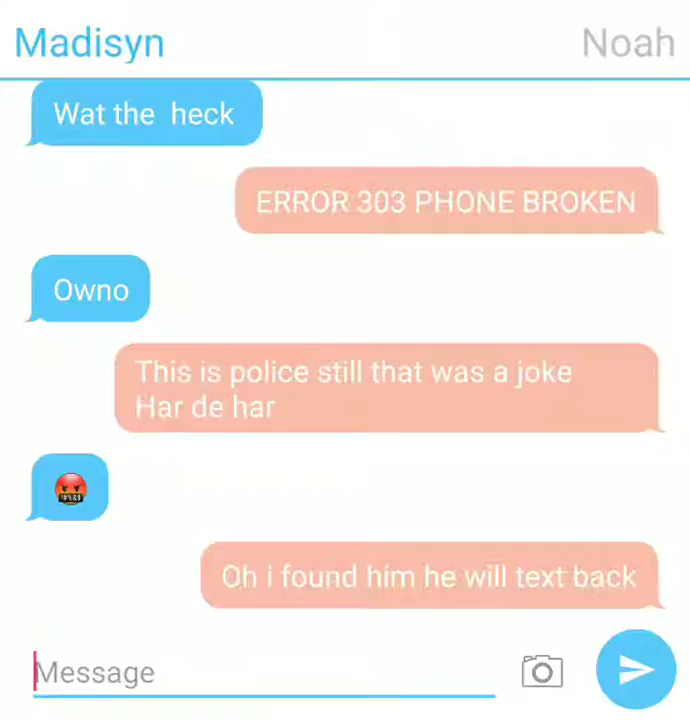 Madisyn Noah
Wat the heck
ERROR 303 PHONE BROKEN
Owno
This is police still that was a joke
Har de har
Oh i found him he will text back
Message